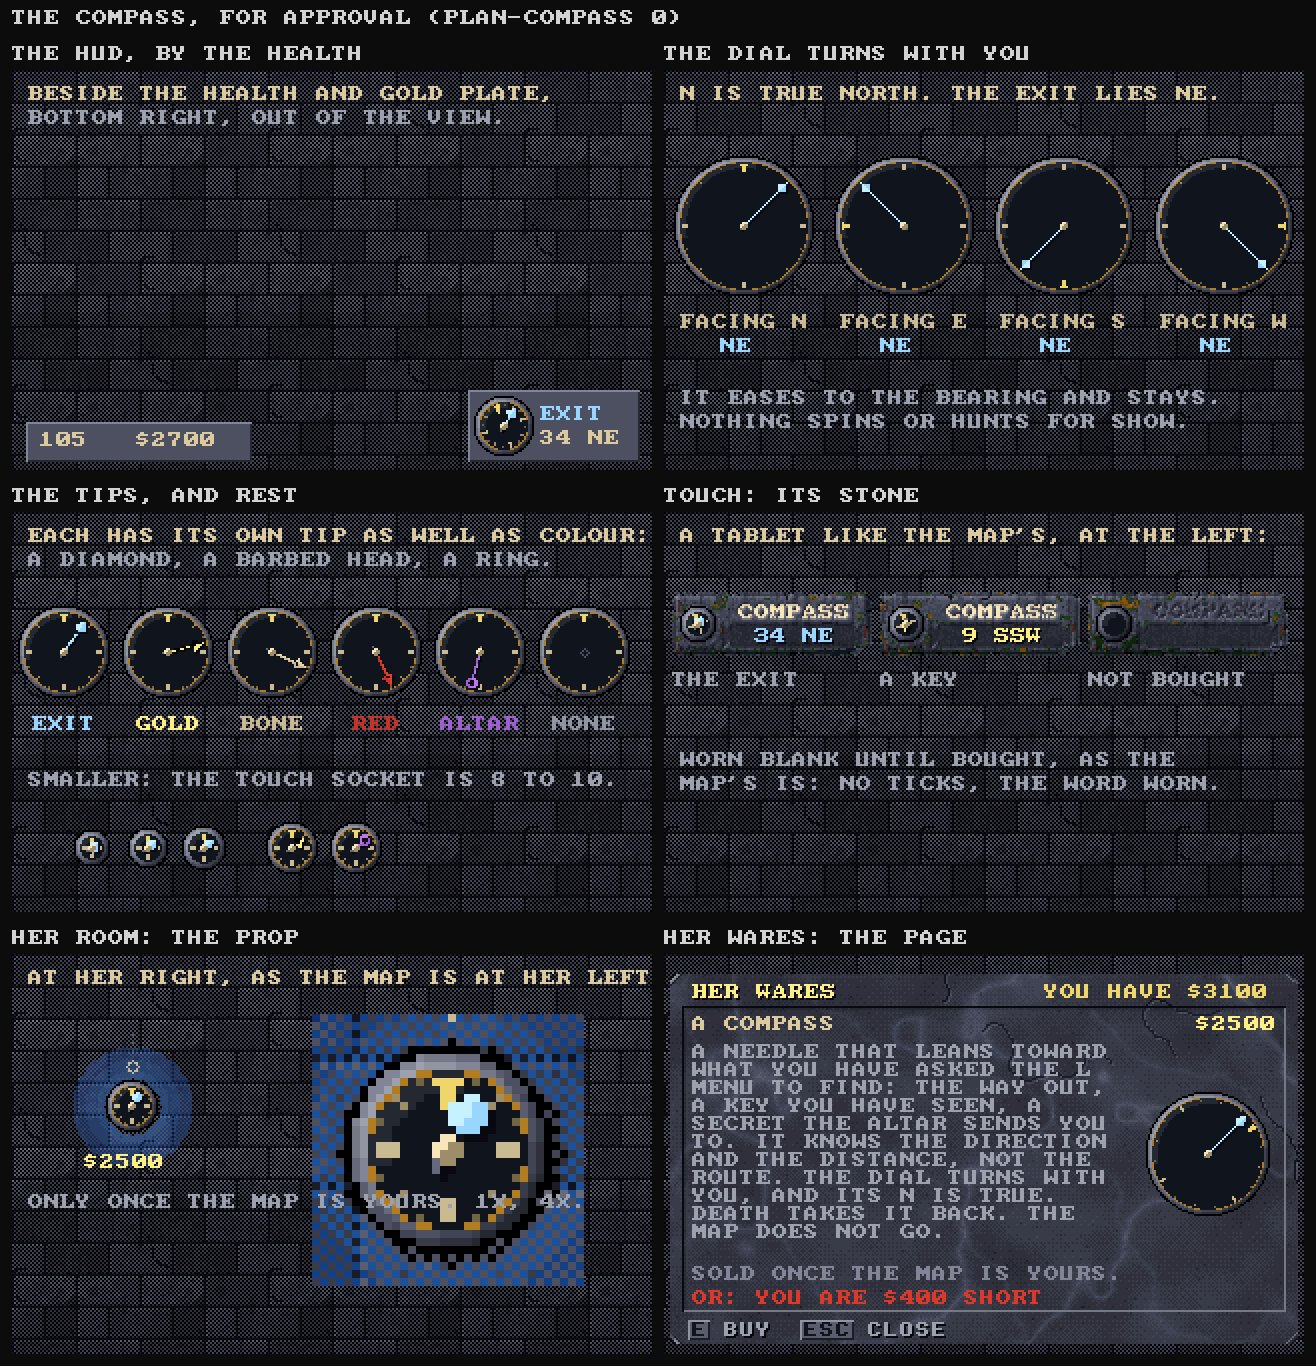 THE COMPASS, FOR APPROVAL (PLAN-COMPASS 0)
THE HUD, BY THE HEALTH
BESIDE THE HEALTH AND GOLD PLATE,
BOTTOM RIGHT, OUT OF THE VIEW.
105 $2700
EXIT
34 NE
THE DIAL TURNS WITH YOU
N IS TRUE NORTH. THE EXIT LIES NE.
FACING N FACING E FACING S FACING W
NE NE NE NE
IT EASES TO THE BEARING AND STAYS.
NOTHING SPINS OR HUNTS FOR SHOW.
THE TIPS, AND REST
EACH HAS ITS OWN TIP AS WELL AS COLOUR:
A DIAMOND, A BARBED HEAD, A RING.
EXIT GOLD BONE RED ALTAR NONE
SMALLER: THE TOUCH SOCKET IS 8 TO 10.
TOUCH: ITS STONE
A TABLET LIKE THE MAP'S, AT THE LEFT:
COMPASS COMPASS COMPASS
34 NE 9 SSW
THE EXIT A KEY NOT BOUGHT
WORN BLANK UNTIL BOUGHT, AS THE
MAP'S IS: NO TICKS, THE WORD WORN.
HER ROOM: THE PROP
AT HER RIGHT, AS THE MAP IS AT HER LEFT
$2500
ONLY ONCE THE MAP IS YOURS. 1X, 4X.
HER WARES: THE PAGE
HER WARES YOU HAVE $3100
A COMPASS $2500
A NEEDLE THAT LEANS TOWARD
WHAT YOU HAVE ASKED THE L
MENU TO FIND: THE WAY OUT,
A KEY YOU HAVE SEEN, A
SECRET THE ALTAR SENDS YOU
TO. IT KNOWS THE DIRECTION
AND THE DISTANCE, NOT THE
ROUTE. THE DIAL TURNS WITH
YOU, AND ITS N IS TRUE.
DEATH TAKES IT BACK. THE
MAP DOES NOT GO.
SOLD ONCE THE MAP IS YOURS.
OR: YOU ARE $400 SHORT
E BUY ESC CLOSE